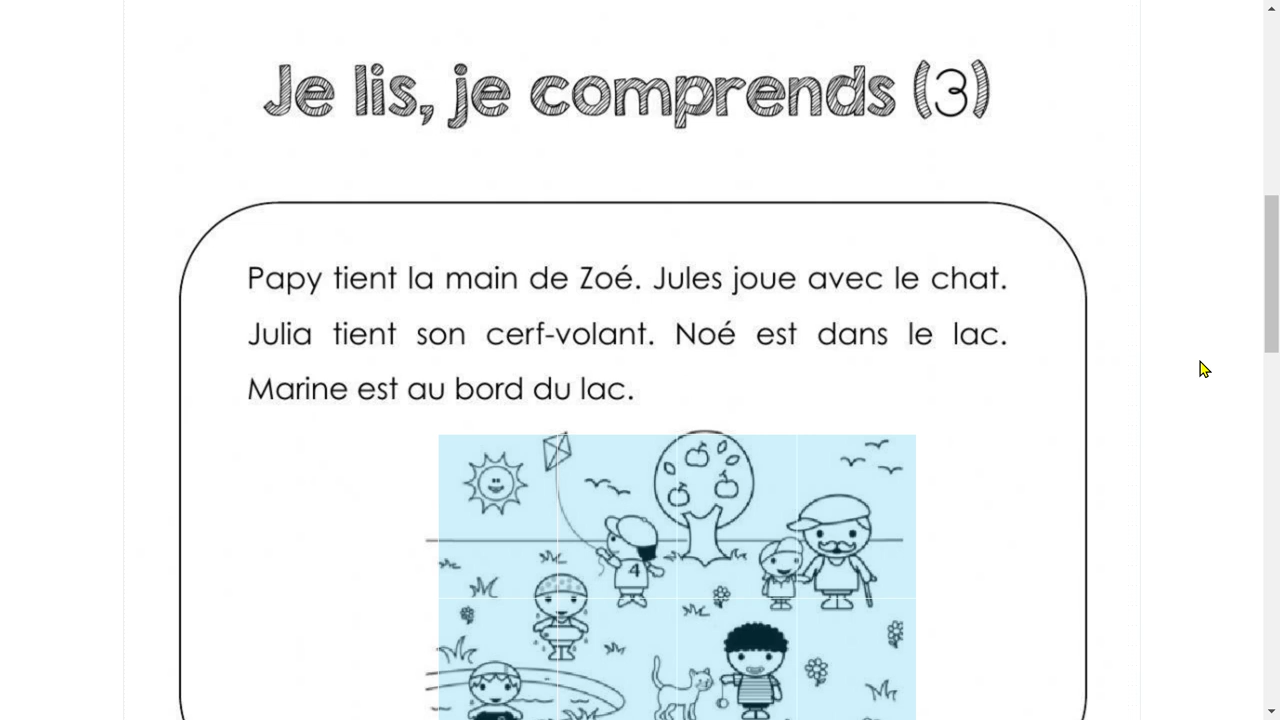 Je lis, je comprends (3)
Papy tient la main de Zoé. Jules joue avec le chat.
Julia tient son cerf-volant. Noé est dans le lac.
Marine est au bord du lac.
4